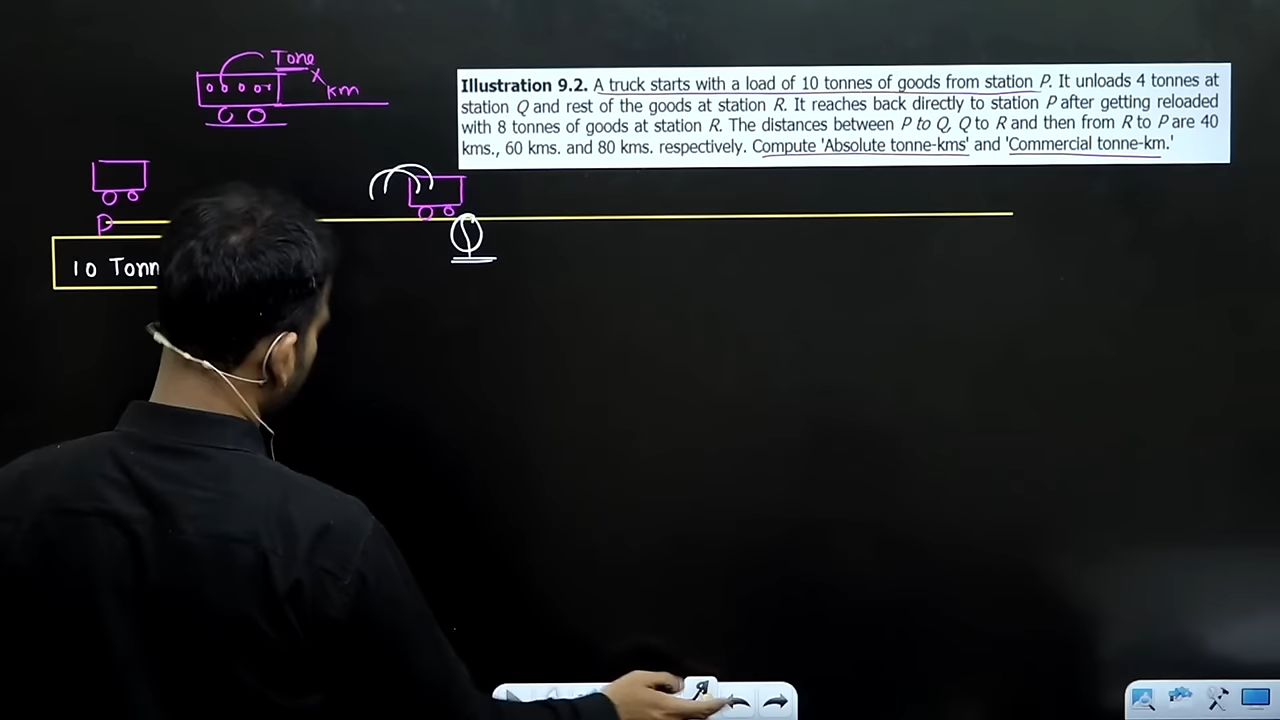 Tone
x
km
Illustration 9.2. A truck starts with a load of 10 tonnes of goods from station P. It unloads 4 tonnes at
station Q and rest of the goods at station R. It reaches back directly to station P after getting reloaded
with 8 tonnes of goods at station R. The distances between P to Q, Q to R and then from R to P are 40
kms., 60 kms. and 80 kms. respectively. Compute 'Absolute tonne-kms' and 'Commercial tonne-km.'
P
10 Tonn